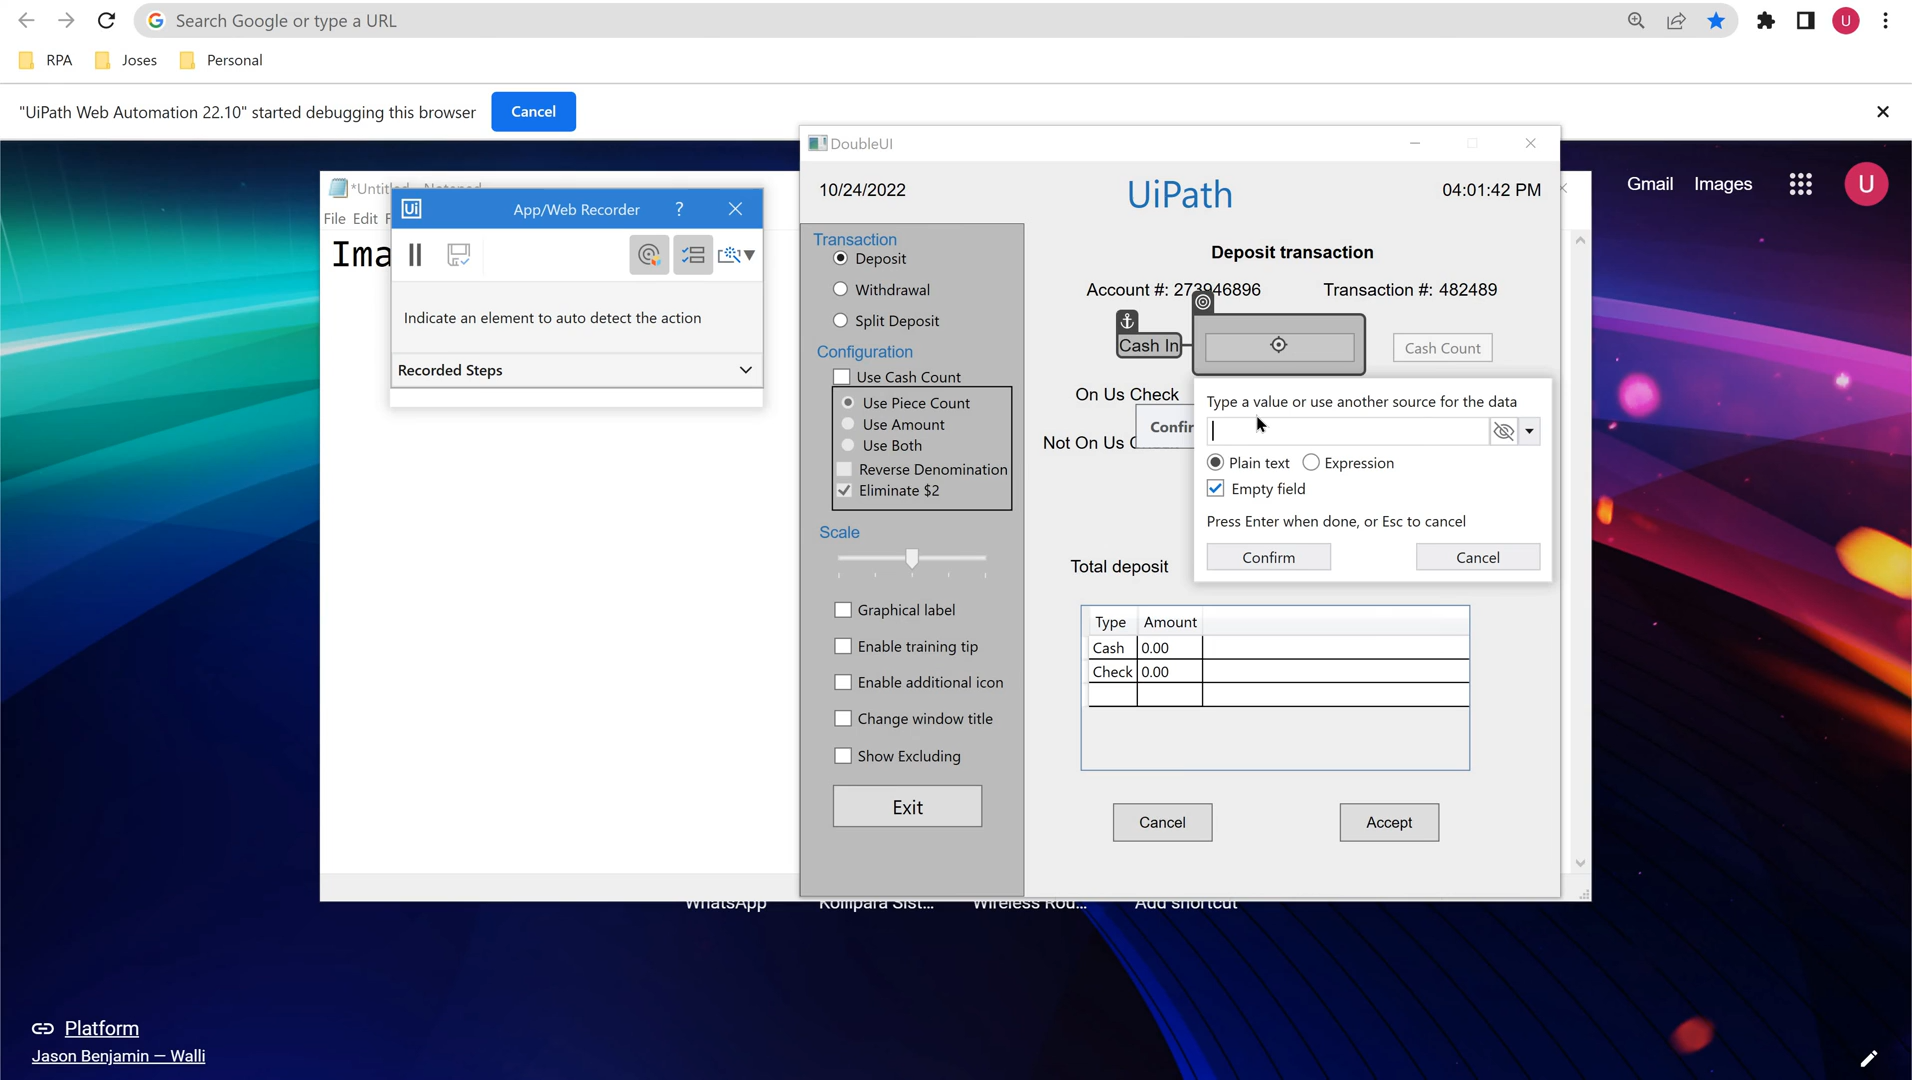 Search Google or type a URL
U
RPA
Joses
Personal
"UiPath Web Automation 22.10" started debugging this browser
Cancel
Gmail
Images
U
File Edit
Ima
Ui
App/Web Recorder
?
Indicate an element to auto detect the action
Recorded Steps
DoubleUI
10/24/2022
UiPath
04:01:42 PM
Transaction
Deposit
Withdrawal
Split Deposit
Configuration
Use Cash Count
Use Piece Count
Use Amount
Use Both
Reverse Denomination
Eliminate $2
Scale
Graphical label
Enable training tip
Enable additional icon
Change window title
Show Excluding
Exit
Deposit transaction
Account #: 273946896
Transaction #: 482489
Cash In
Cash Count
On Us Check
Not On Us
Total deposit
Type a value or use another source for the data
Plain text
Expression
Empty field
Press Enter when done, or Esc to cancel
Confirm
Cancel
Type Amount
Cash 0.00
Check 0.00
Cancel
Accept
WhatsApp
Kollipara Sist...
Wireless Rou...
Add shortcut
Platform
Jason Benjamin — Walli